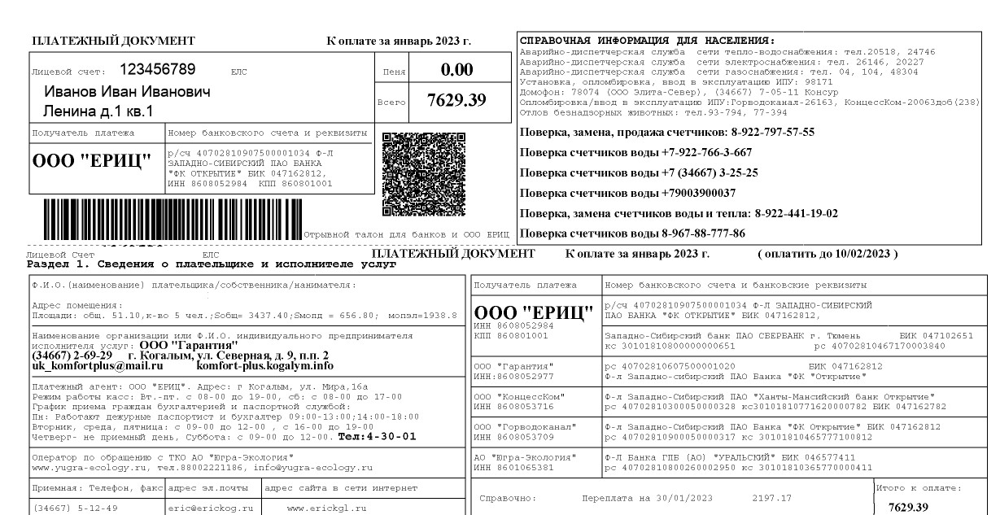 ПЛАТЕЖНЫЙ ДОКУМЕНТ К оплате за январь 2023 г.
Лицевой счет: 123456789 ЕЛС
Иванов Иван Иванович
Ленина д.1 кв.1
Пеня 0.00
Всего 7629.39
Получатель платежа Номер банковского счета и реквизиты
ООО "ЕРИЦ"
р/сч 40702810907500001034 Ф-Л
ЗАПАДНО-СИБИРСКИЙ ПАО БАНКА
"ФК ОТКРЫТИЕ" БИК 047162812,
ИНН 8608052984 КПП 860801001
Отрывной талон для банков и ООО ЕРИЦ
СПРАВОЧНАЯ ИНФОРМАЦИЯ ДЛЯ НАСЕЛЕНИЯ:
Аварийно-диспетчерская служба сети тепло-водоснабжения: тел.20518, 24746
Аварийно-диспетчерская служба сети электроснабжения: тел. 26146, 20227
Аварийно-диспетчерская служба сети газоснабжения: тел. 04, 104, 48304
Установка, опломбировка, ввод в эксплуатацию ИПУ: 98171
Домофон: 78074 (ООО Элита-Север), (34667) 7-05-11 Консур
Опломбировка/ввод в эксплуатацию ИПУ:Горводоканал-26163, КонцессКом-20063доб(238)
Отлов безнадзорных животных: тел.93-794, 77-394
Поверка, замена, продажа счетчиков: 8-922-797-57-55
Поверка счетчиков воды +7-922-766-3-667
Поверка счетчиков воды +7 (34667) 3-25-25
Поверка счетчиков воды +79003900037
Поверка, замена счетчиков воды и тепла: 8-922-441-19-02
Поверка счетчиков воды 8-967-88-777-86
Лицевой Счет ЕЛС ПЛАТЕЖНЫЙ ДОКУМЕНТ К оплате за январь 2023 г. ( оплатить до 10/02/2023 )
Раздел 1. Сведения о плательщике и исполнителе услуг
Ф.И.О.(наименование) плательщика/собственника/нанимателя:
Адрес помещения:
Площади: общ. 51.10,к-во 5 чел.;Sобщ= 3437.40;Sмопд = 656.80; мопэл=1938.8
Наименование организации или Ф.И.О. индивидуального предпринимателя
исполнителя услуг: ООО "Гарантия"
(34667) 2-69-29 г. Когалым, ул. Северная, д. 9, п.п. 2
uk_komfortplus@mail.ru komfort-plus.kogalym.info
Платежный агент: ООО "ЕРИЦ". Адрес: г Когалым, ул. Мира,16а
Режим работы касс: Вт.-пт. с 08-00 до 19-00, сб: с 08-00 до 17-00
График приема граждан бухгалтерией и паспортной службой:
Пн: Работают дежурные паспортист и бухгалтер 09:00-13:00;14:00-18:00
Вторник, среда, пятница: с 09-00 до 12-00 , с 16-00 до 19-00
Четверг- не приемный день, Суббота: с 09-00 до 12-00. Тел:4-30-01
Оператор по обращению с ТКО АО "Югра-Экология"
www.yugra-ecology.ru, тел.88002221186, info@yugra-ecology.ru
Приемная: Телефон, факс адрес эл.почты адрес сайта в сети интернет
(34667) 5-12-49 eric@erickog.ru www.erickgl.ru
Получатель платежа Номер банковского счета и банковские реквизиты
ООО "ЕРИЦ"
ИНН 8608052984
КПП 860801001
р/сч 40702810907500001034 Ф-Л ЗАПАДНО-СИБИРСКИЙ
ПАО БАНКА "ФК ОТКРЫТИЕ" БИК 047162812,
Западно-Сибирский банк ПАО СБЕРБАНК г. Тюмень БИК 047102651
кс 30101810800000000651 рс 40702810467170003840
ООО "Гарантия"
ИНН:8608052977
рс 40702810607500001020 БИК 047162812
Ф-л Западно-сибирский ПАО Банка "ФК "Открытие"
ООО "КонцессКом"
ИНН 8608053716
Ф-л Западно-Сибирский ПАО "Ханты-Мансийский банк Открытие"
рс 40702810300050000328 кс30101810771620000782 БИК 047162782
ООО "Горводоканал"
ИНН 8608053709
Ф-л Западно-Сибирский ПАО Банка "ФК Открытие" БИК 047162812
рс 40702810900050000317 кс 30101810465777100812
АО "Югра-Экология"
ИНН 8601065381
Ф-Л Банка ГПБ (АО) "УРАЛЬСКИЙ" БИК 046577411
рс 40702810800260002950 кс 30101810365770000411
Справочно: Переплата на 30/01/2023 2197.17
Итого к оплате:
7629.39